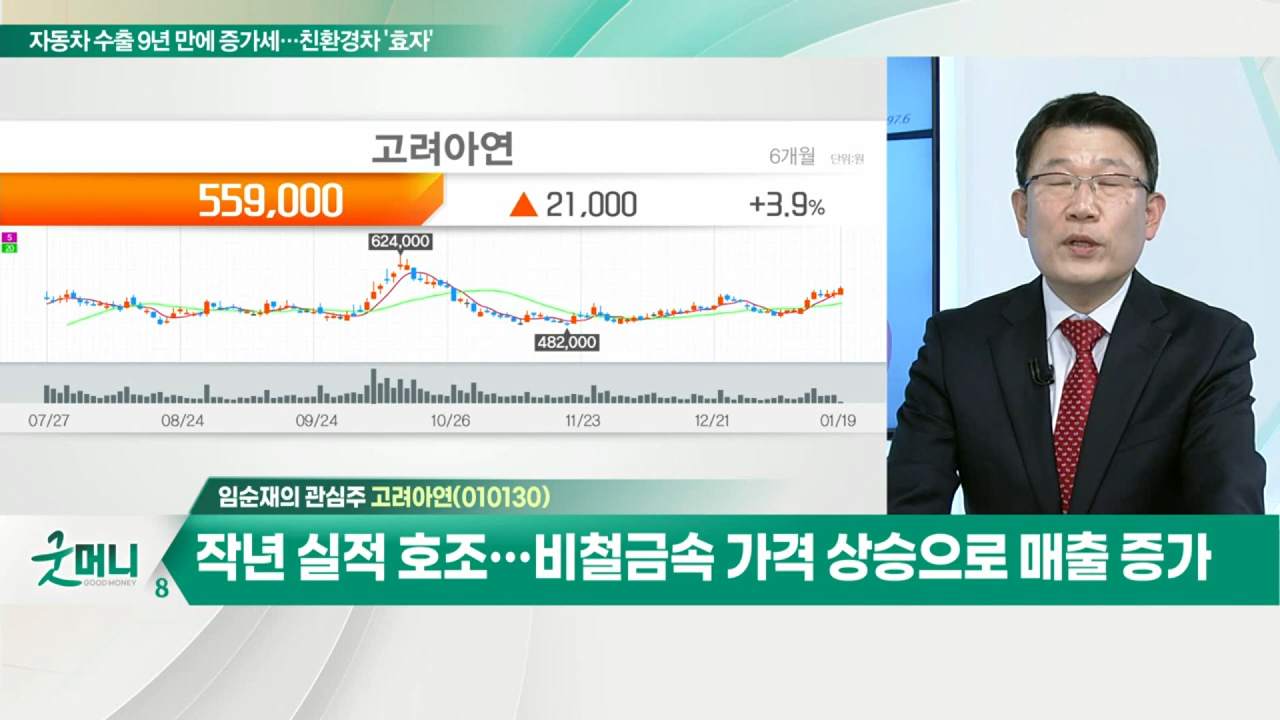 자동차 수출 9년 만에 증가세…친환경차 '효자'
97.6
고려아연
6개월 단위:원
559,000 ▲ 21,000 +3.9%
5
20
624,000
482,000
07/27 08/24 09/24 10/26 11/23 12/21 01/19
임순재의 관심주 고려아연(010130)
굿머니
GOOD MONEY
8
작년 실적 호조…비철금속 가격 상승으로 매출 증가